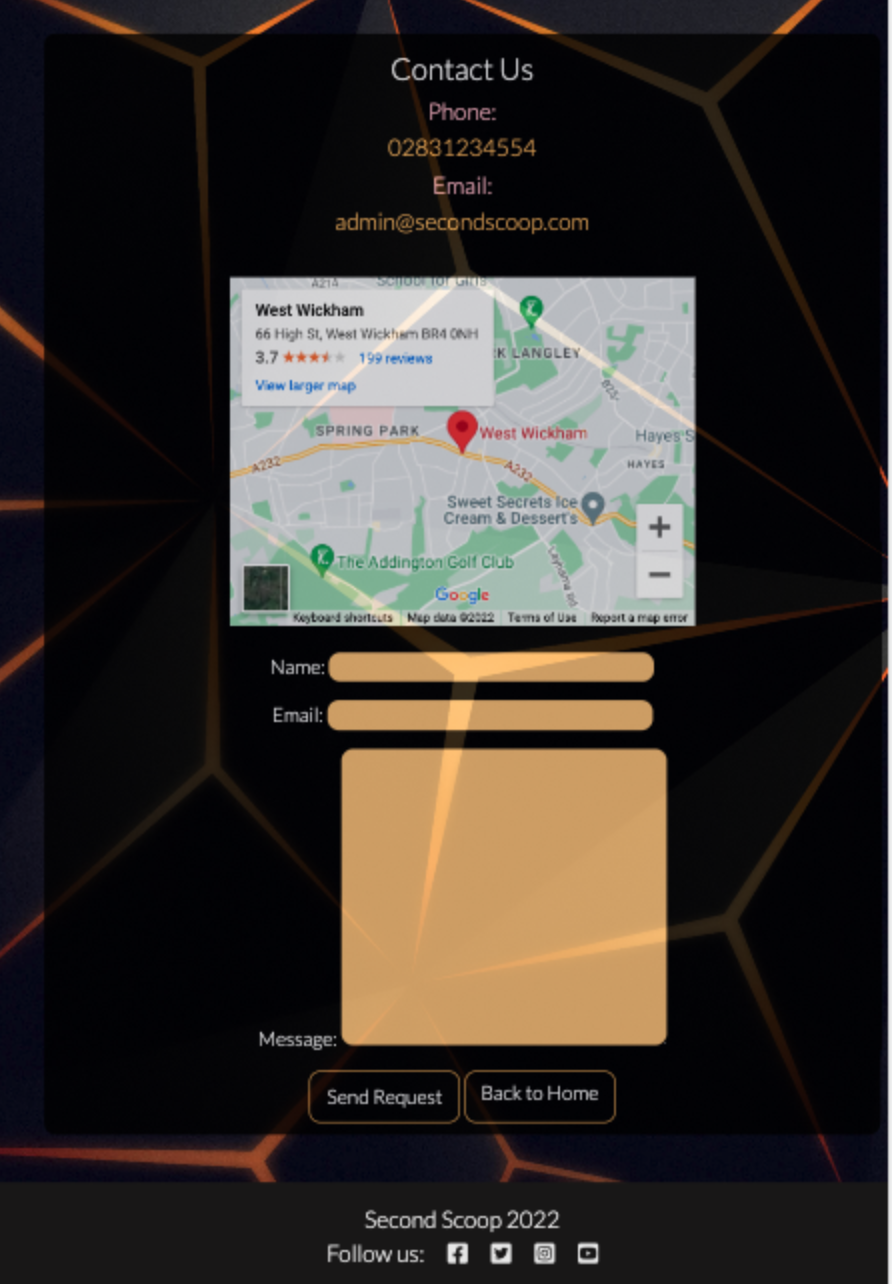 Contact Us
Phone:
02831234554
Email:
admin@secondscoop.com
A214 School for Girls
West Wickham
66 High St, West Wickham BR4 0NH
3.7 199 reviews
View larger map
K LANGLEY
SPRING PARK
West Wickham
Hayes S
HAYES
A232
A232
Sweet Secrets Ice
Cream & Dessert's
+
The Addington Golf Club
−
Google
Keyboard shortcuts Map data ©2022 Terms of Use Report a map error
Name:
Email:
Message:
Send Request Back to Home
Second Scoop 2022
Follow us: